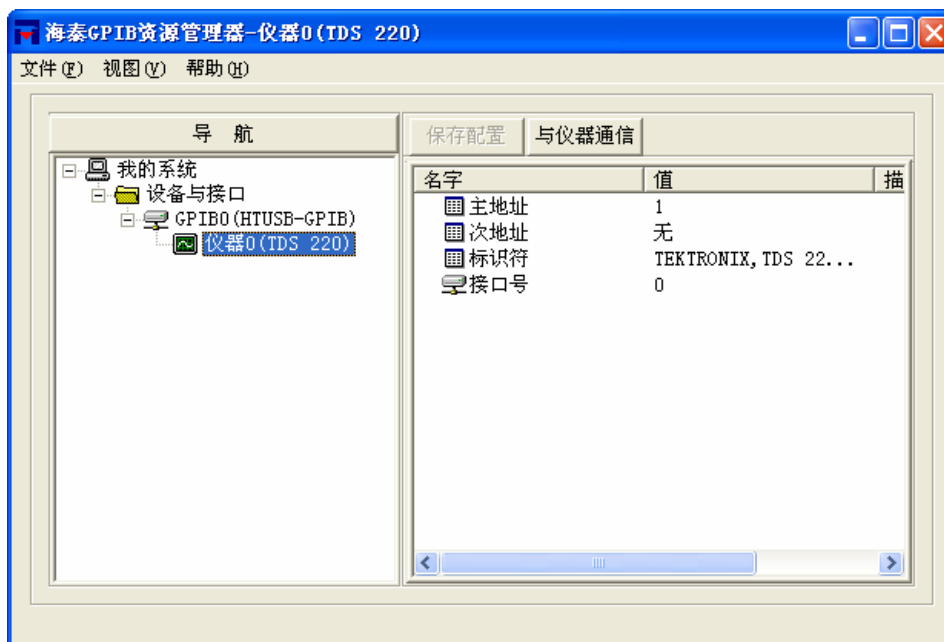 海泰GPIB资源管理器-仪器0(TDS 220)
文件(F) 视图(V) 帮助(H)
导 航
保存配置 与仪器通信
我的系统
设备与接口
GPIB0(HTUSB-GPIB)
仪器0(TDS 220)
名字 值 描
主地址 1
次地址 无
标识符 TEKTRONIX,TDS 22...
接口号 0